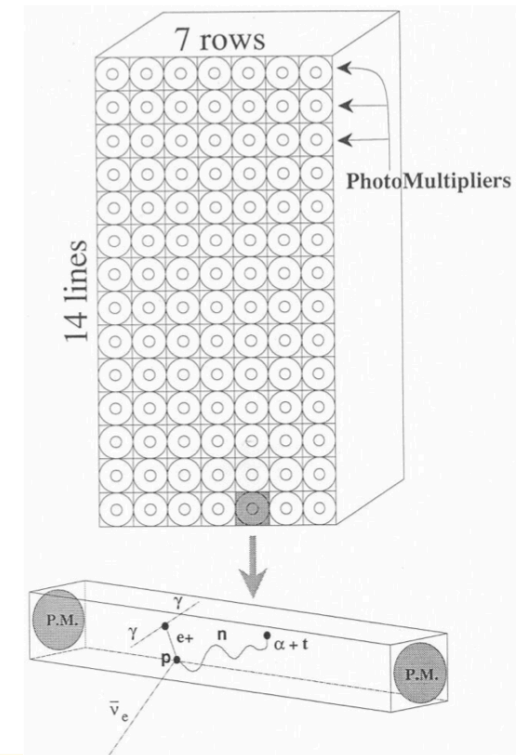 7 rows
PhotoMultipliers
14 lines
γ
γ
e+
n
α + t
P.M.
p
P.M.
ν̄e